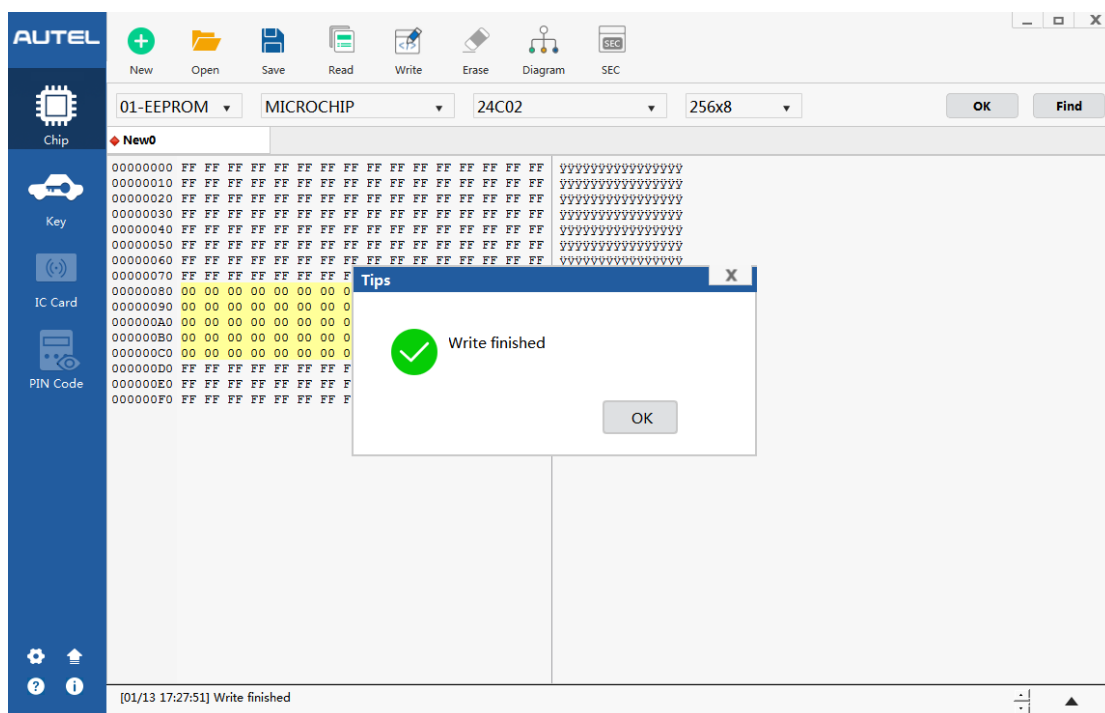 AUTEL
New Open Save Read Write Erase Diagram SEC
SEC
X
01-EEPROM MICROCHIP 24C02 256x8 OK Find
Chip
New0
Key
IC Card
PIN Code
00000000 FF FF FF FF FF FF FF FF FF FF FF FF FF FF FF FF ÿÿÿÿÿÿÿÿÿÿÿÿÿÿÿÿ
00000010 FF FF FF FF FF FF FF FF FF FF FF FF FF FF FF FF ÿÿÿÿÿÿÿÿÿÿÿÿÿÿÿÿ
00000020 FF FF FF FF FF FF FF FF FF FF FF FF FF FF FF FF ÿÿÿÿÿÿÿÿÿÿÿÿÿÿÿÿ
00000030 FF FF FF FF FF FF FF FF FF FF FF FF FF FF FF FF ÿÿÿÿÿÿÿÿÿÿÿÿÿÿÿÿ
00000040 FF FF FF FF FF FF FF FF FF FF FF FF FF FF FF FF ÿÿÿÿÿÿÿÿÿÿÿÿÿÿÿÿ
00000050 FF FF FF FF FF FF FF FF FF FF FF FF FF FF FF FF ÿÿÿÿÿÿÿÿÿÿÿÿÿÿÿÿ
00000060 FF FF FF FF FF FF FF FF FF FF FF FF FF FF FF FF ÿÿÿÿÿÿÿÿÿÿÿÿÿÿÿÿ
00000070 FF FF FF FF FF FF FF F
00000080 00 00 00 00 00 00 00 0
00000090 00 00 00 00 00 00 00 0
000000A0 00 00 00 00 00 00 00 0
000000B0 00 00 00 00 00 00 00 0
000000C0 00 00 00 00 00 00 00 0
000000D0 FF FF FF FF FF FF FF F
000000E0 FF FF FF FF FF FF FF F
000000F0 FF FF FF FF FF FF FF F
Tips X
Write finished
OK
[01/13 17:27:51] Write finished